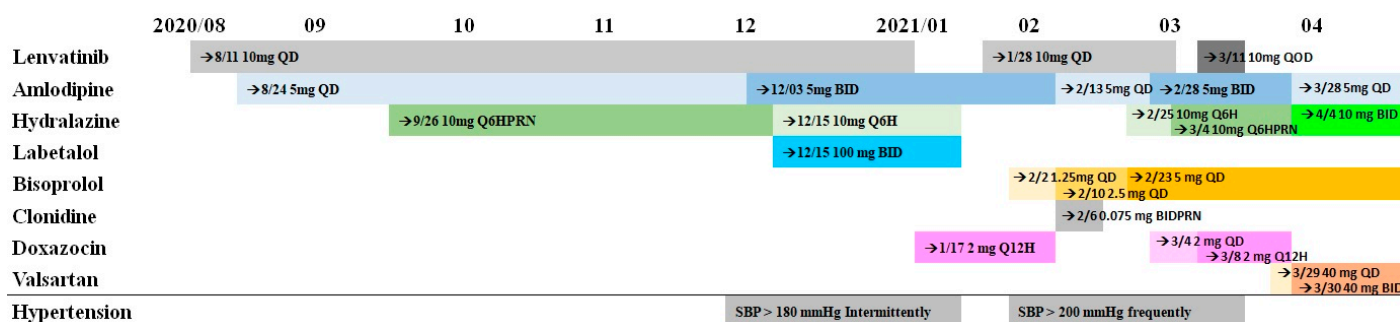 2020/08 09 10 11 12 2021/01 02 03 04
Lenvatinib →8/11 10mg QD →1/28 10mg QD →3/11 10mg QOD
Amlodipine →8/24 5mg QD →12/03 5mg BID →2/13 5mg QD →2/28 5mg BID →3/28 5mg QD
Hydralazine →9/26 10mg Q6HPRN →12/15 10mg Q6H →2/25 10mg Q6H →4/4 10 mg BID
→3/4 10mg Q6HPRN
Labetalol →12/15 100 mg BID
Bisoprolol →2/2 1.25mg QD →2/23 5 mg QD
→2/10 2.5 mg QD
Clonidine →2/6 0.075 mg BIDPRN
Doxazocin →1/17 2 mg Q12H →3/4 2 mg QD
→3/8 2 mg Q12H
Valsartan →3/29 40 mg QD
→3/30 40 mg BID
Hypertension SBP > 180 mmHg Intermittently SBP > 200 mmHg frequently